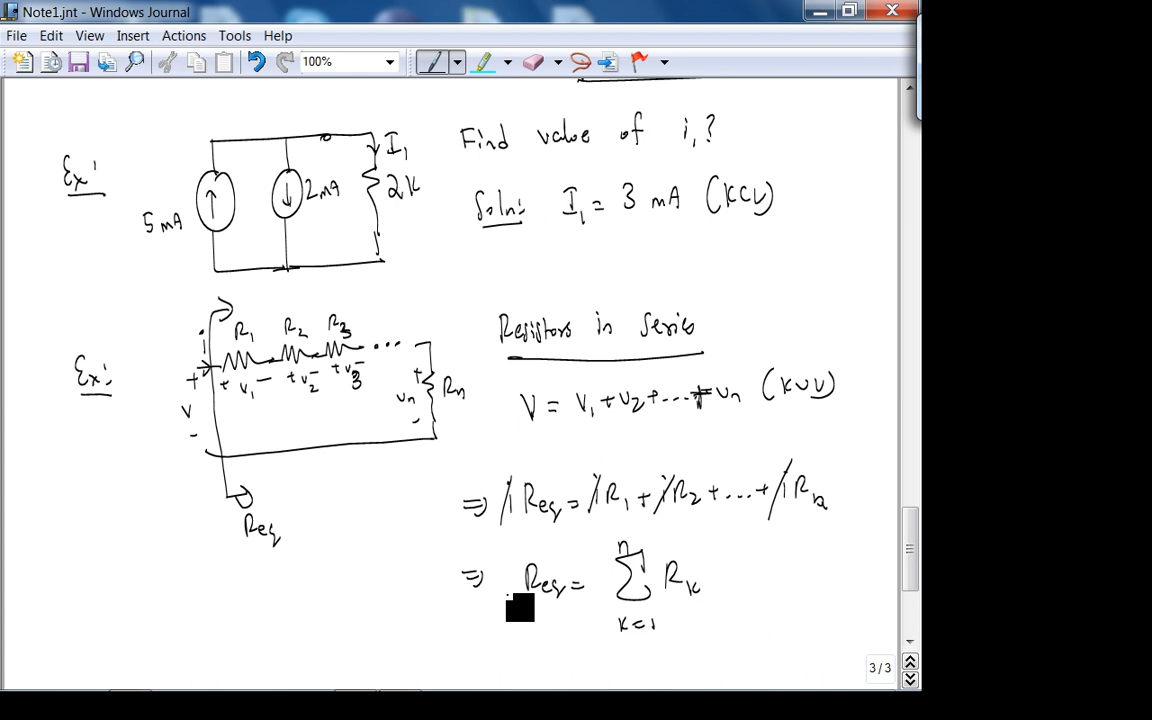 Note1.jnt - Windows Journal
File Edit View Insert Actions Tools Help
100%
Ex:
5 mA
2 mA
I1
2K
Find value of i1?
Soln: I1 = 3 mA (KCL)
Ex:
i
R1 R2 R3 ...
+ v1 - + v2 - + v3 -
+ V -
+ vn -
Rn
Req
Resistors in Series
V = v1 + v2 + ... + vn (KVL)
⇒ i Req = i R1 + i R2 + ... + i Rn
⇒ Req = n ∑ k=1 Rk
3 / 3